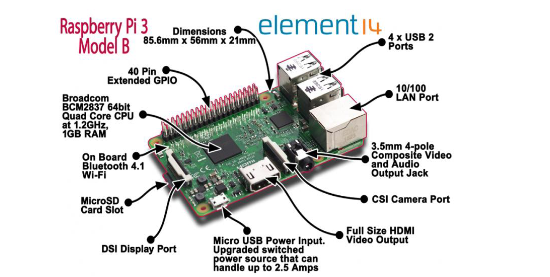 Raspberry Pi 3
Model B
Dimensions
85.6mm x 56mm x 21mm
element14
4 x USB 2
Ports
40 Pin
Extended GPIO
10/100
LAN Port
Broadcom
BCM2837 64bit
Quad Core CPU
at 1.2GHz,
1GB RAM
3.5mm 4-pole
Composite Video
and Audio
Output Jack
On Board
Bluetooth 4.1
Wi-Fi
CSI Camera Port
MicroSD
Card Slot
Full Size HDMI
Video Output
DSI Display Port
Micro USB Power Input.
Upgraded switched
power source that can
handle up to 2.5 Amps